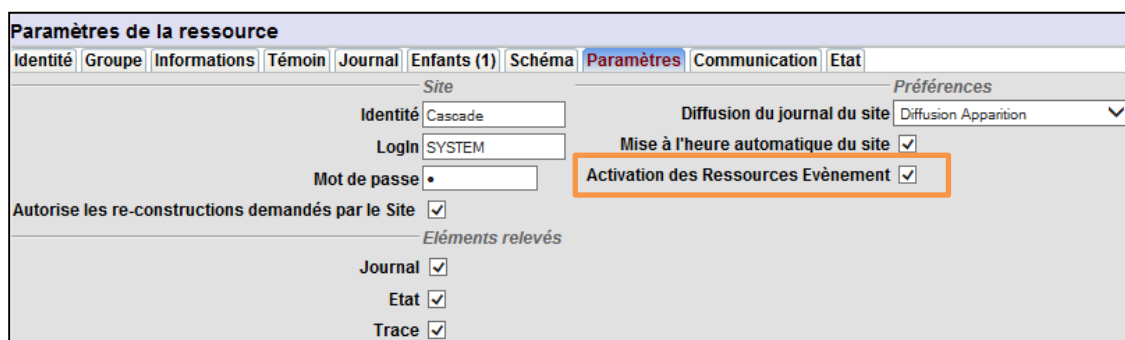 Paramètres de la ressource
Identité Groupe Informations Témoin Journal Enfants (1) Schéma Paramètres Communication Etat
Site Préférences
Identité Cascade Diffusion du journal du site Diffusion Apparition
LogIn SYSTEM Mise à l'heure automatique du site
Mot de passe • Activation des Ressources Evènement
Autorise les re-constructions demandés par le Site
Eléments relevés
Journal
Etat
Trace